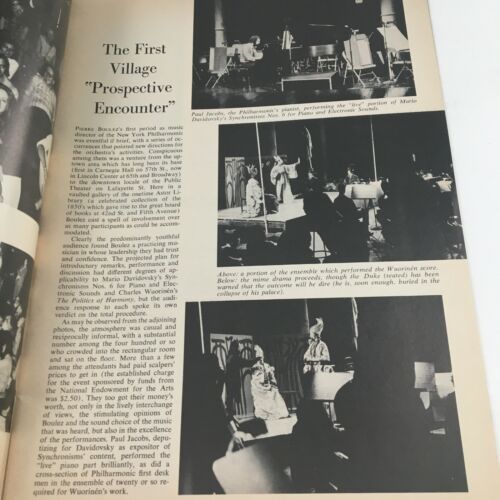 The First
Village
"Prospective
Encounter"
PIERRE BOULEZ's first period as music
director of the New York Philharmonic
was eventful if brief, with a series of oc-
currences that pointed new directions for
the orchestra's activities. Conspicuous
among them was a venture from the up-
town area which has long been its base
(first in Carnegie Hall on 57th St., now
in Lincoln Center at 65th and Broadway)
to the downtown locale of the Public
Theater on Lafayette St. Here in a
vaulted gallery of the onetime Astor Li-
brary (a celebrated collection of the
1850's which gave rise to the great hoard
of books at 42nd St. and Fifth Avenue)
Boulez cast a spell of involvement over
as many participants as could be accom-
modated.
Clearly the predominantly youthful
audience found Boulez a practicing mu-
sician in whose leadership they had trust
and confidence. The projected plan for
introductory remarks, performance and
discussion had different degrees of ap-
plicability to Mario Davidovsky's Syn-
chronisms Nos. 6 for Piano and Elec-
tronic Sounds and Charles Wuorinén's
The Politics of Harmony, but the audi-
ence response to each spoke its own
verdict on the total procedure.
As may be observed from the adjoining
photos, the atmosphere was casual and
reciprocally informal, with a substantial
number among the four hundred or so
who crowded into the rectangular room
and sat on the floor. More than a few
among the attendants had paid scalpers'
prices to get in (the established charge
for the event sponsored by funds from
the National Endowment for the Arts
was $2.50). They too got their money's
worth, not only in the lively interchange
of views, the stimulating opinions of
Boulez and the sound choice of the music
that was heard, but also in the excellence
of the performances. Paul Jacobs, depu-
tizing for Davidovsky as expositor of
Synchronisms' content, performed the
"live" piano part brilliantly, as did a
cross-section of Philharmonic first desk
men in the ensemble of twenty or so re-
quired for Wuorinén's work.
Paul Jacobs, the Philharmonic's pianist, performing the "live" portion of Mario
Davidovsky's Synchronisms Nos. 6 for Piano and Electronic Sounds.
Above: a portion of the ensemble which performed the Wuorinén score.
Below: the mime drama proceeds, though the Duke (seated) has been
warned that the outcome will be dire (he is, soon enough, buried in the
collapse of his palace).